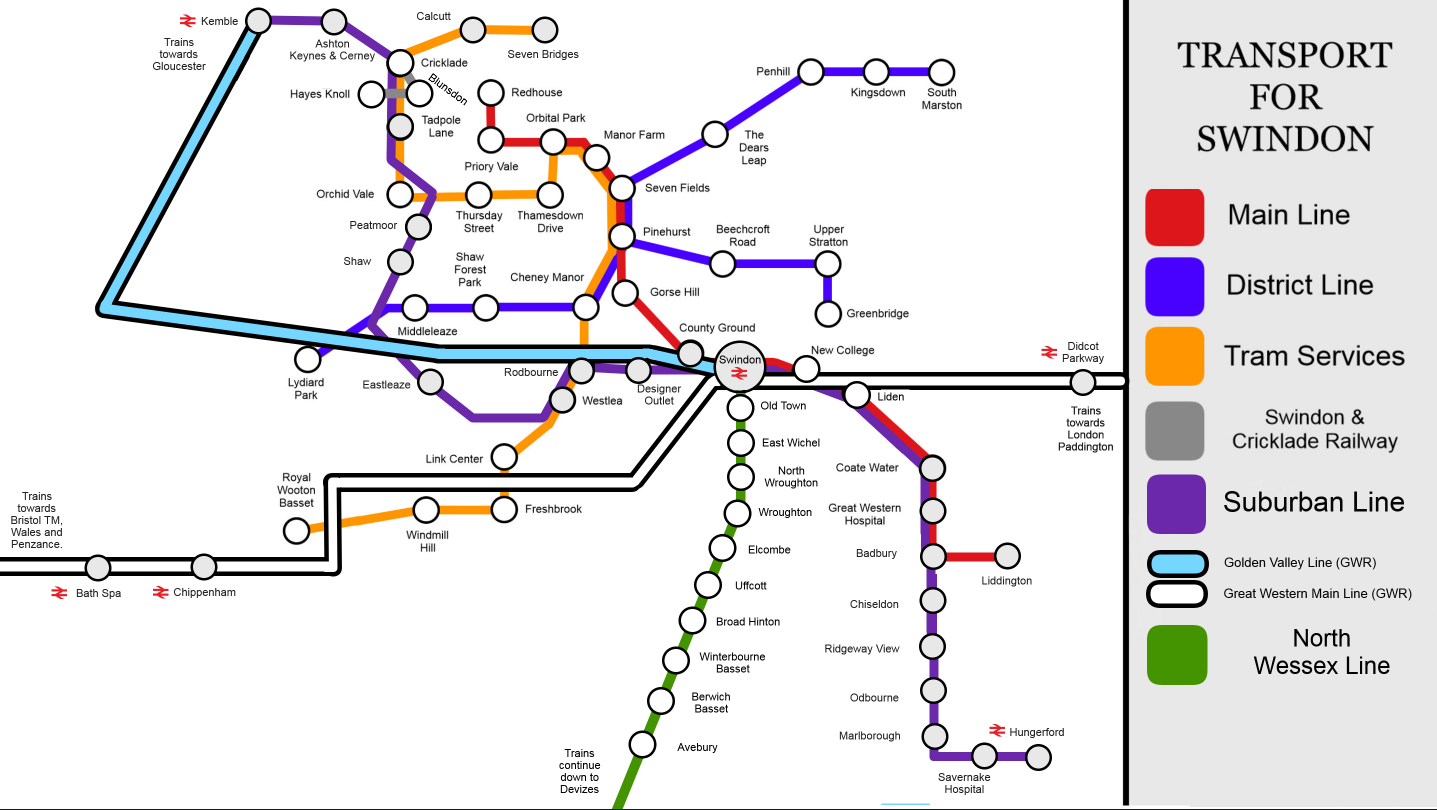 Kemble
Trains
towards
Gloucester
Ashton
Keynes & Cerney
Calcutt
Seven Bridges
Cricklade
Blunsdon
Hayes Knoll
Tadpole
Lane
Redhouse
Orbital Park
Priory Vale
Manor Farm
Penhill
Kingsdown
South
Marston
The
Dears
Leap
Seven Fields
Orchid Vale
Thursday
Street
Thamesdown
Drive
Peatmoor
Shaw
Shaw
Forest
Park
Cheney Manor
Pinehurst
Beechcroft
Road
Upper
Stratton
Greenbridge
Gorse Hill
Middleleaze
Lydiard
Park
County Ground
Swindon
New College
Didcot
Parkway
Trains
towards
London
Paddington
Eastleaze
Rodbourne
Designer
Outlet
Westlea
Liden
Old Town
East Wichel
North
Wroughton
Wroughton
Elcombe
Uffcott
Broad Hinton
Winterbourne
Basset
Berwich
Basset
Avebury
Trains
continue
down to
Devizes
Link Center
Freshbrook
Windmill
Hill
Royal
Wooton
Basset
Trains
towards
Bristol TM,
Wales and
Penzance.
Bath Spa
Chippenham
Coate Water
Great Western
Hospital
Badbury
Liddington
Chiseldon
Ridgeway View
Odbourne
Marlborough
Savernake
Hospital
Hungerford
TRANSPORT
FOR
SWINDON
Main Line
District Line
Tram Services
Swindon &
Cricklade Railway
Suburban Line
Golden Valley Line (GWR)
Great Western Main Line (GWR)
North
Wessex Line